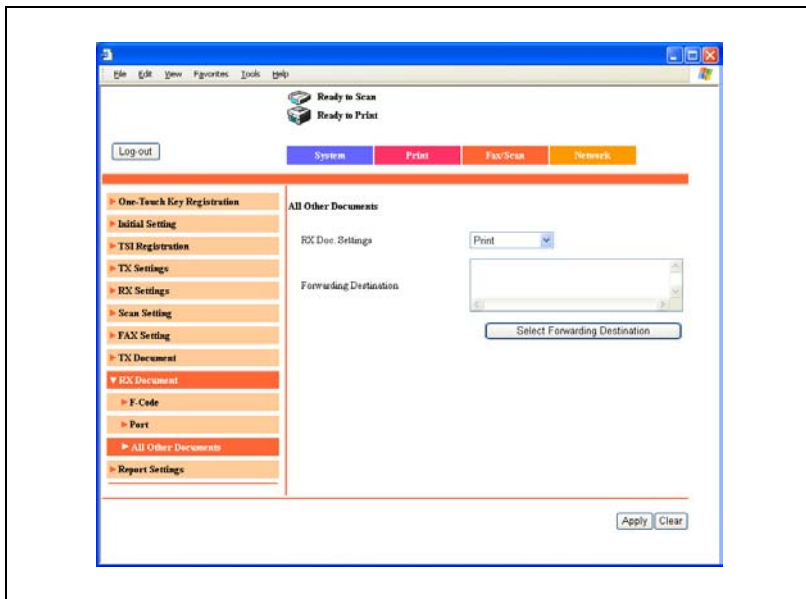 File Edit View Favorites Tools Help
Ready to Scan
Ready to Print
Log-out
System Print Fax/Scan Network
One-Touch Key Registration
Initial Setting
TSI Registration
TX Settings
RX Settings
Scan Setting
FAX Setting
TX Document
RX Document
F-Code
Port
All Other Documents
Report Settings
All Other Documents
RX Doc. Settings Print
Forwarding Destination
Select Forwarding Destination
Apply Clear